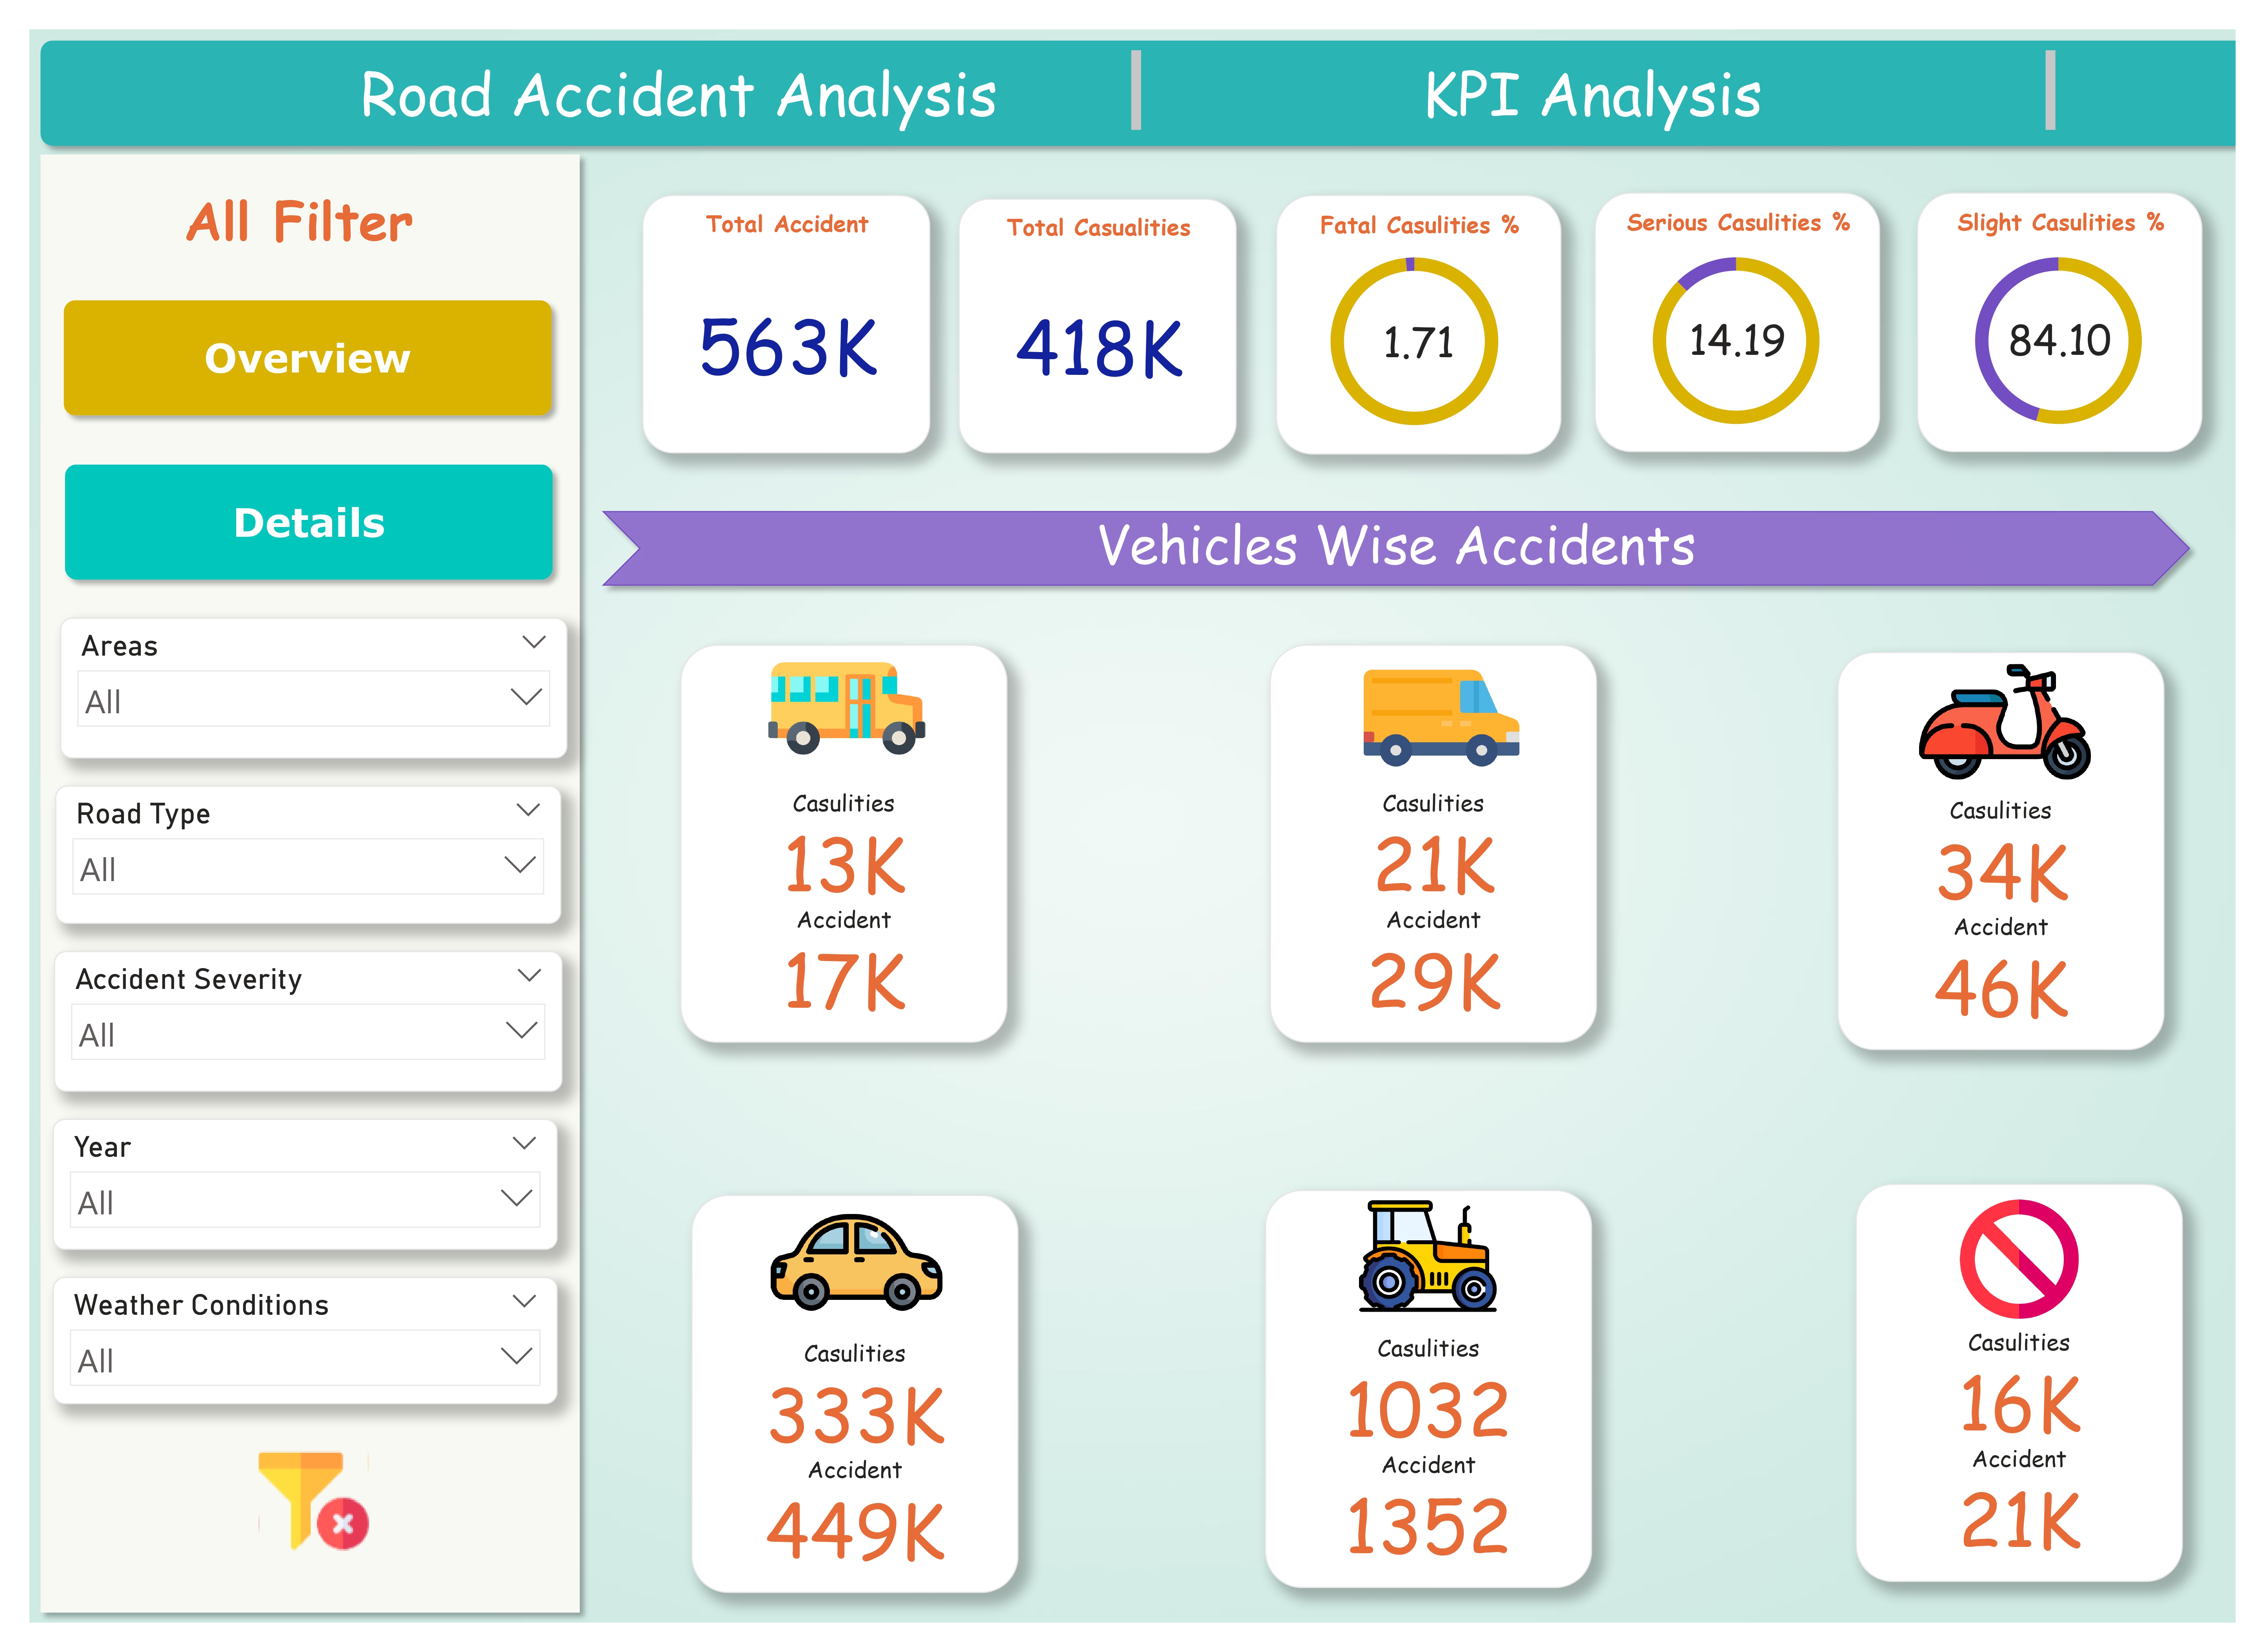 Road Accident Analysis
KPI Analysis
All Filter
Overview
Details
Areas
All
Road Type
All
Accident Severity
All
Year
All
Weather Conditions
All
Total Accident
563K
Total Casualities
418K
Fatal Casulities %
1.71
Serious Casulities %
14.19
Slight Casulities %
84.10
Vehicles Wise Accidents
Casulities
13K
Accident
17K
Casulities
21K
Accident
29K
Casulities
34K
Accident
46K
Casulities
333K
Accident
449K
Casulities
1032
Accident
1352
Casulities
16K
Accident
21K